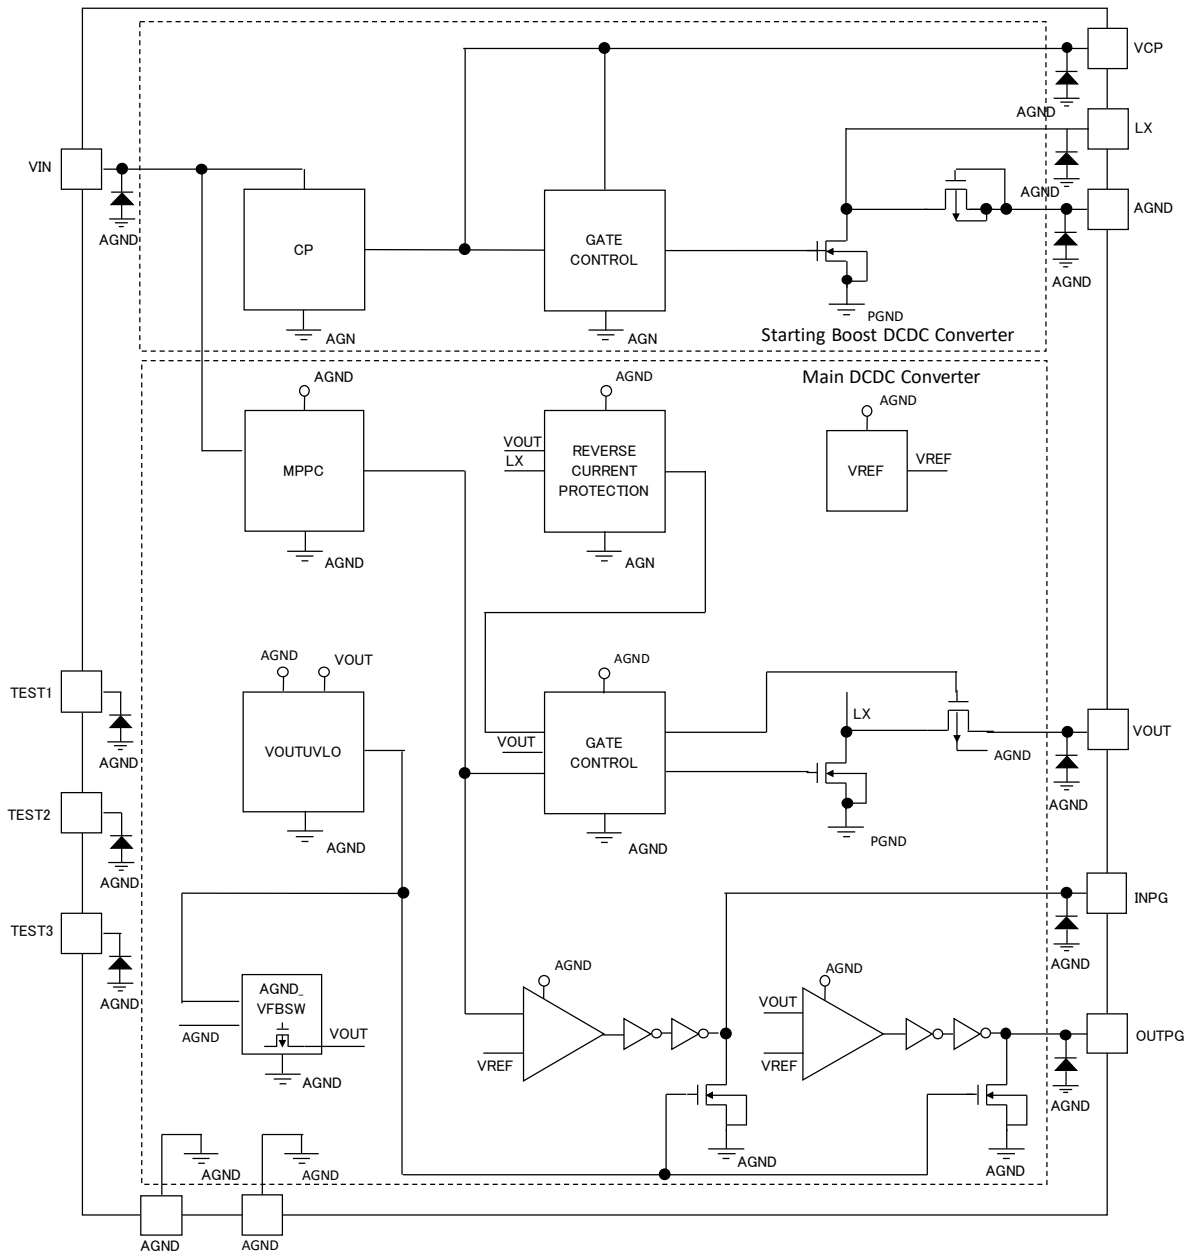 VCP
AGND
LX
VIN
AGND
AGND
AGND
CP
GATE
CONTROL
AGND
PGND
AGN
AGN
Starting Boost DCDC Converter
Main DCDC Converter
AGND
AGND
AGND
MPPC
VOUT
LX
REVERSE
CURRENT
PROTECTION
VREF
VREF
AGND
AGN
TEST1
AGND
VOUT
AGND
LX
VOUT
VOUTUVLO
VOUT
GATE
CONTROL
AGND
AGND
AGND
TEST2
AGND
AGND
PGND
AGND
INPG
TEST3
AGND
AGND
AGND
AGND
AGND_
VFBSW
AGND
VOUT
AGND
VREF
VOUT
VREF
OUTPG
AGND
AGND
AGND
AGND
AGND
AGND
AGND